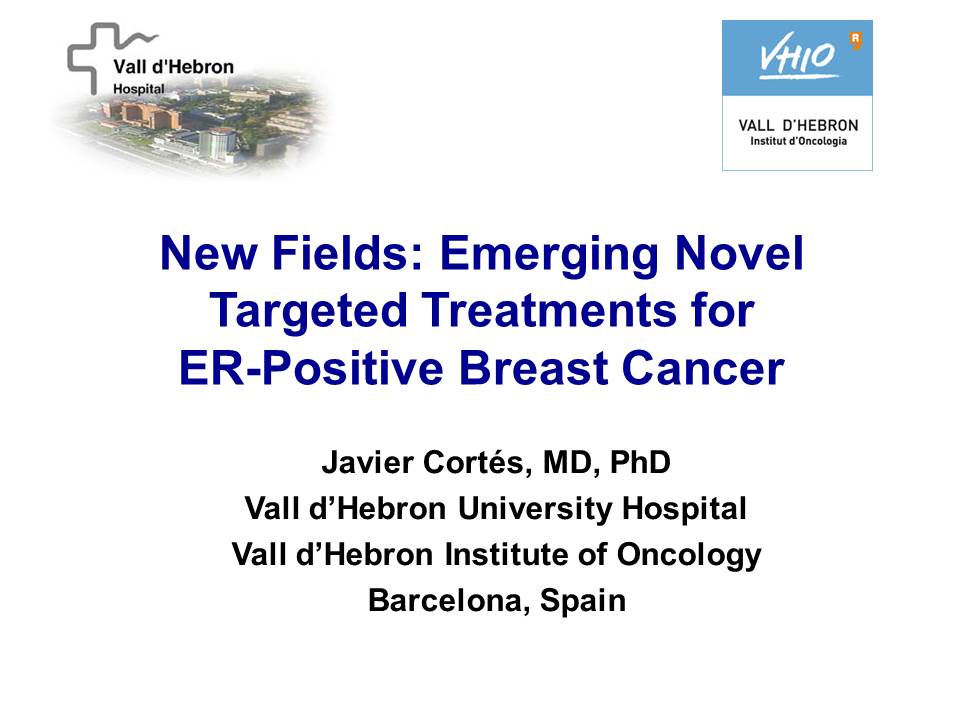 Vall d'Hebron
Hospital
VHIO
R
VALL D'HEBRON
Institut d'Oncologia
New Fields: Emerging Novel
Targeted Treatments for
ER-Positive Breast Cancer
Javier Cortés, MD, PhD
Vall d’Hebron University Hospital
Vall d’Hebron Institute of Oncology
Barcelona, Spain